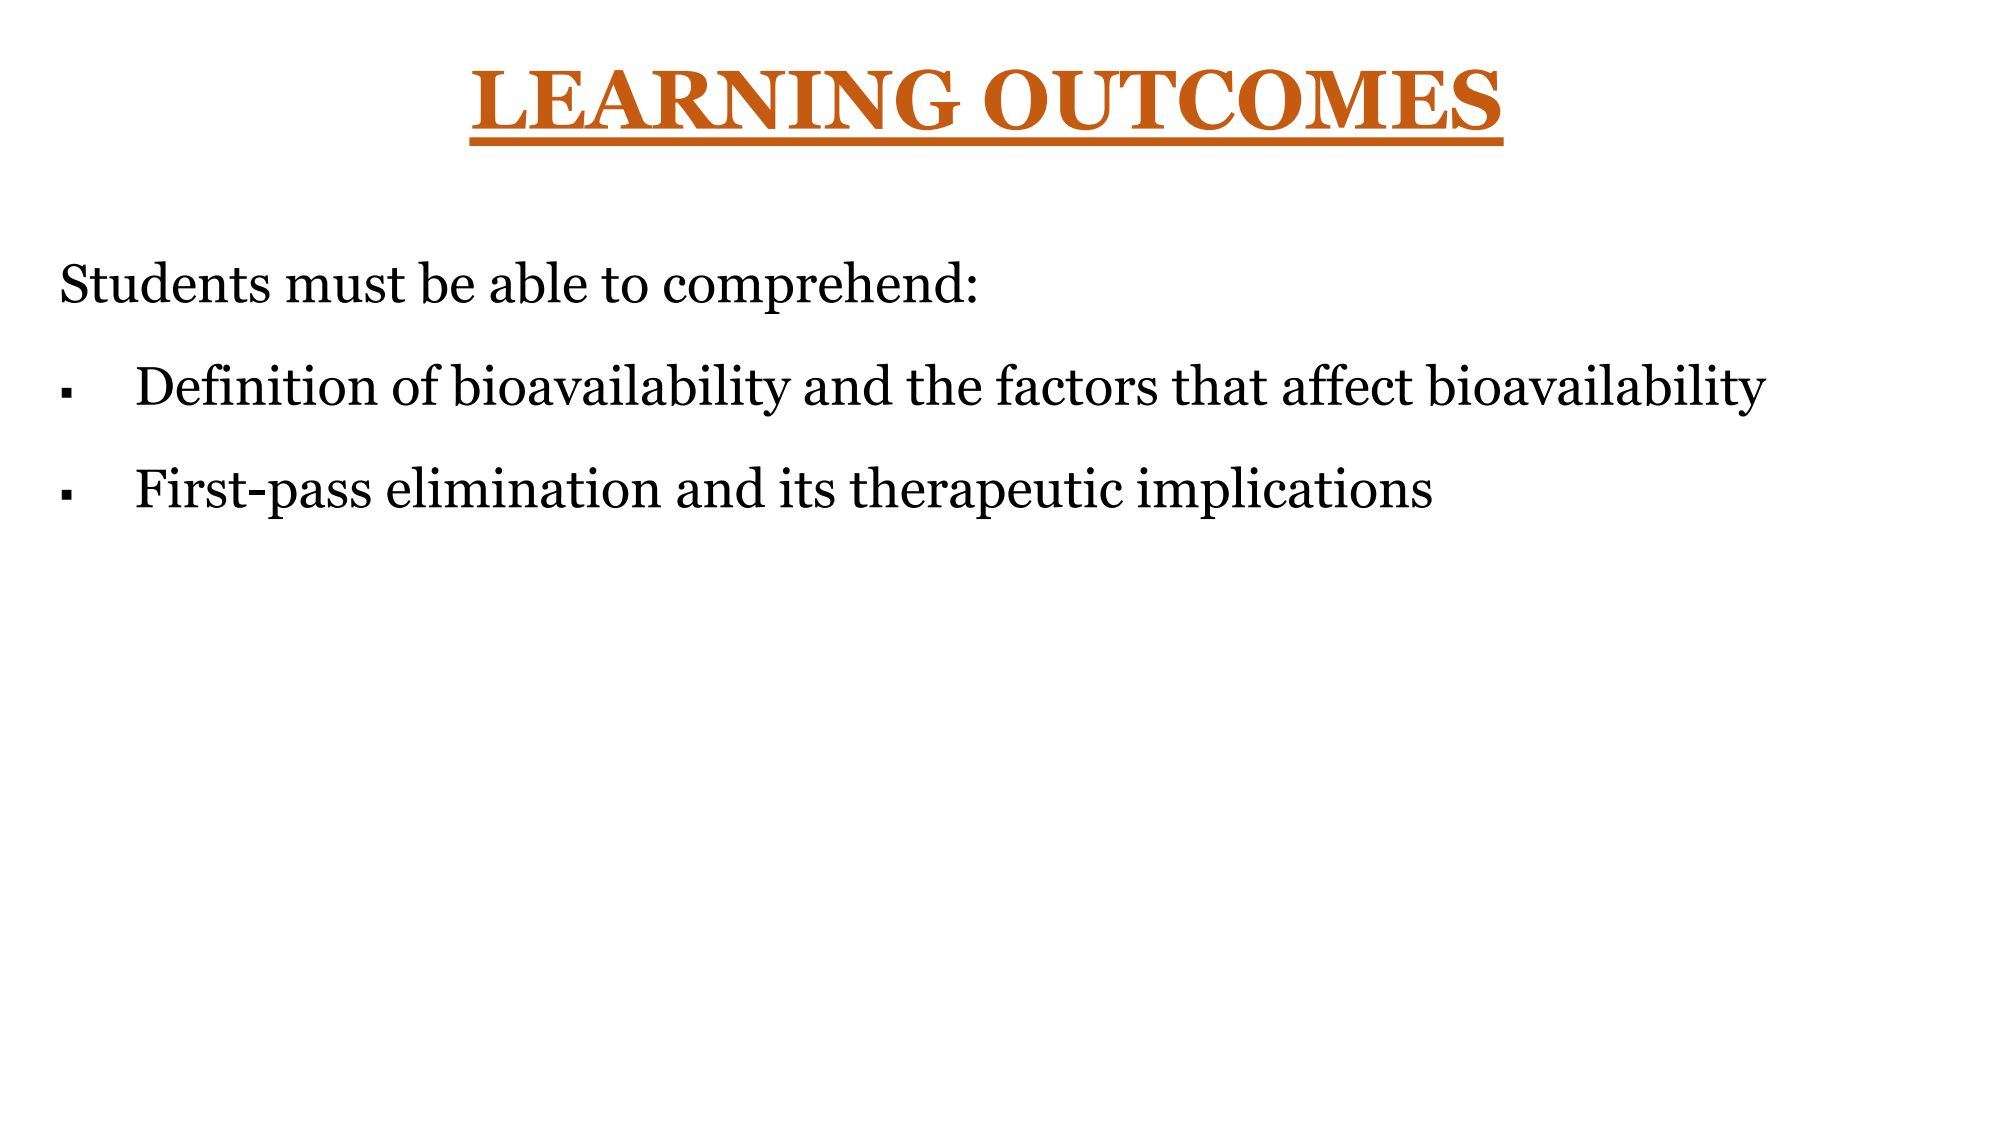 LEARNING OUTCOMES
Students must be able to comprehend:
▪ Definition of bioavailability and the factors that affect bioavailability
▪ First-pass elimination and its therapeutic implications